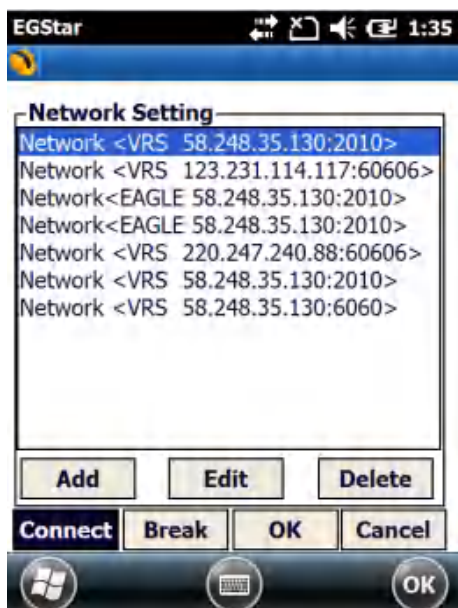 EGStar 1:35
Network Setting
Network <VRS 58.248.35.130:2010>
Network <VRS 123.231.114.117:60606>
Network<EAGLE 58.248.35.130:2010>
Network<EAGLE 58.248.35.130:2010>
Network <VRS 220.247.240.88:60606>
Network <VRS 58.248.35.130:2010>
Network <VRS 58.248.35.130:6060>
Add Edit Delete
Connect Break OK Cancel
OK